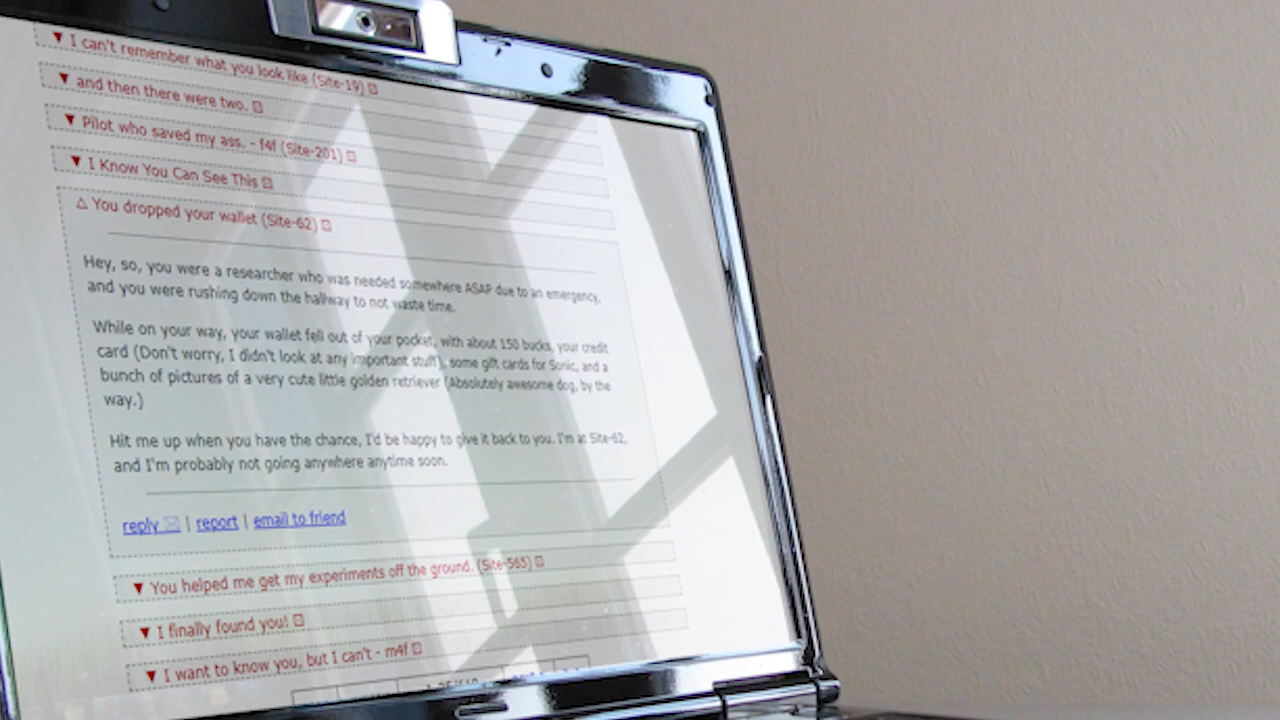 ▼ I can't remember what you look like (Site-19)
▼ and then there were two.
▼ Pilot who saved my ass. - f4f (Site-201)
▼ I Know You Can See This
△ You dropped your wallet (Site-62)
Hey, so, you were a researcher who was needed somewhere ASAP due to an emergency,
and you were rushing down the hallway to not waste time.
While on your way, your wallet fell out of your pocket, with about 150 bucks, your credit
card (Don't worry, I didn't look at any important stuff), some gift cards for Sonic, and a
bunch of pictures of a very cute little golden retriever (Absolutely awesome dog, by the
way.)
Hit me up when you have the chance, I'd be happy to give it back to you. I'm at Site-62,
and I'm probably not going anywhere anytime soon.
reply | report | email to friend
▼ You helped me get my experiments off the ground. (Site-565)
▼ I finally found you!
▼ I want to know you, but I can't - m4f